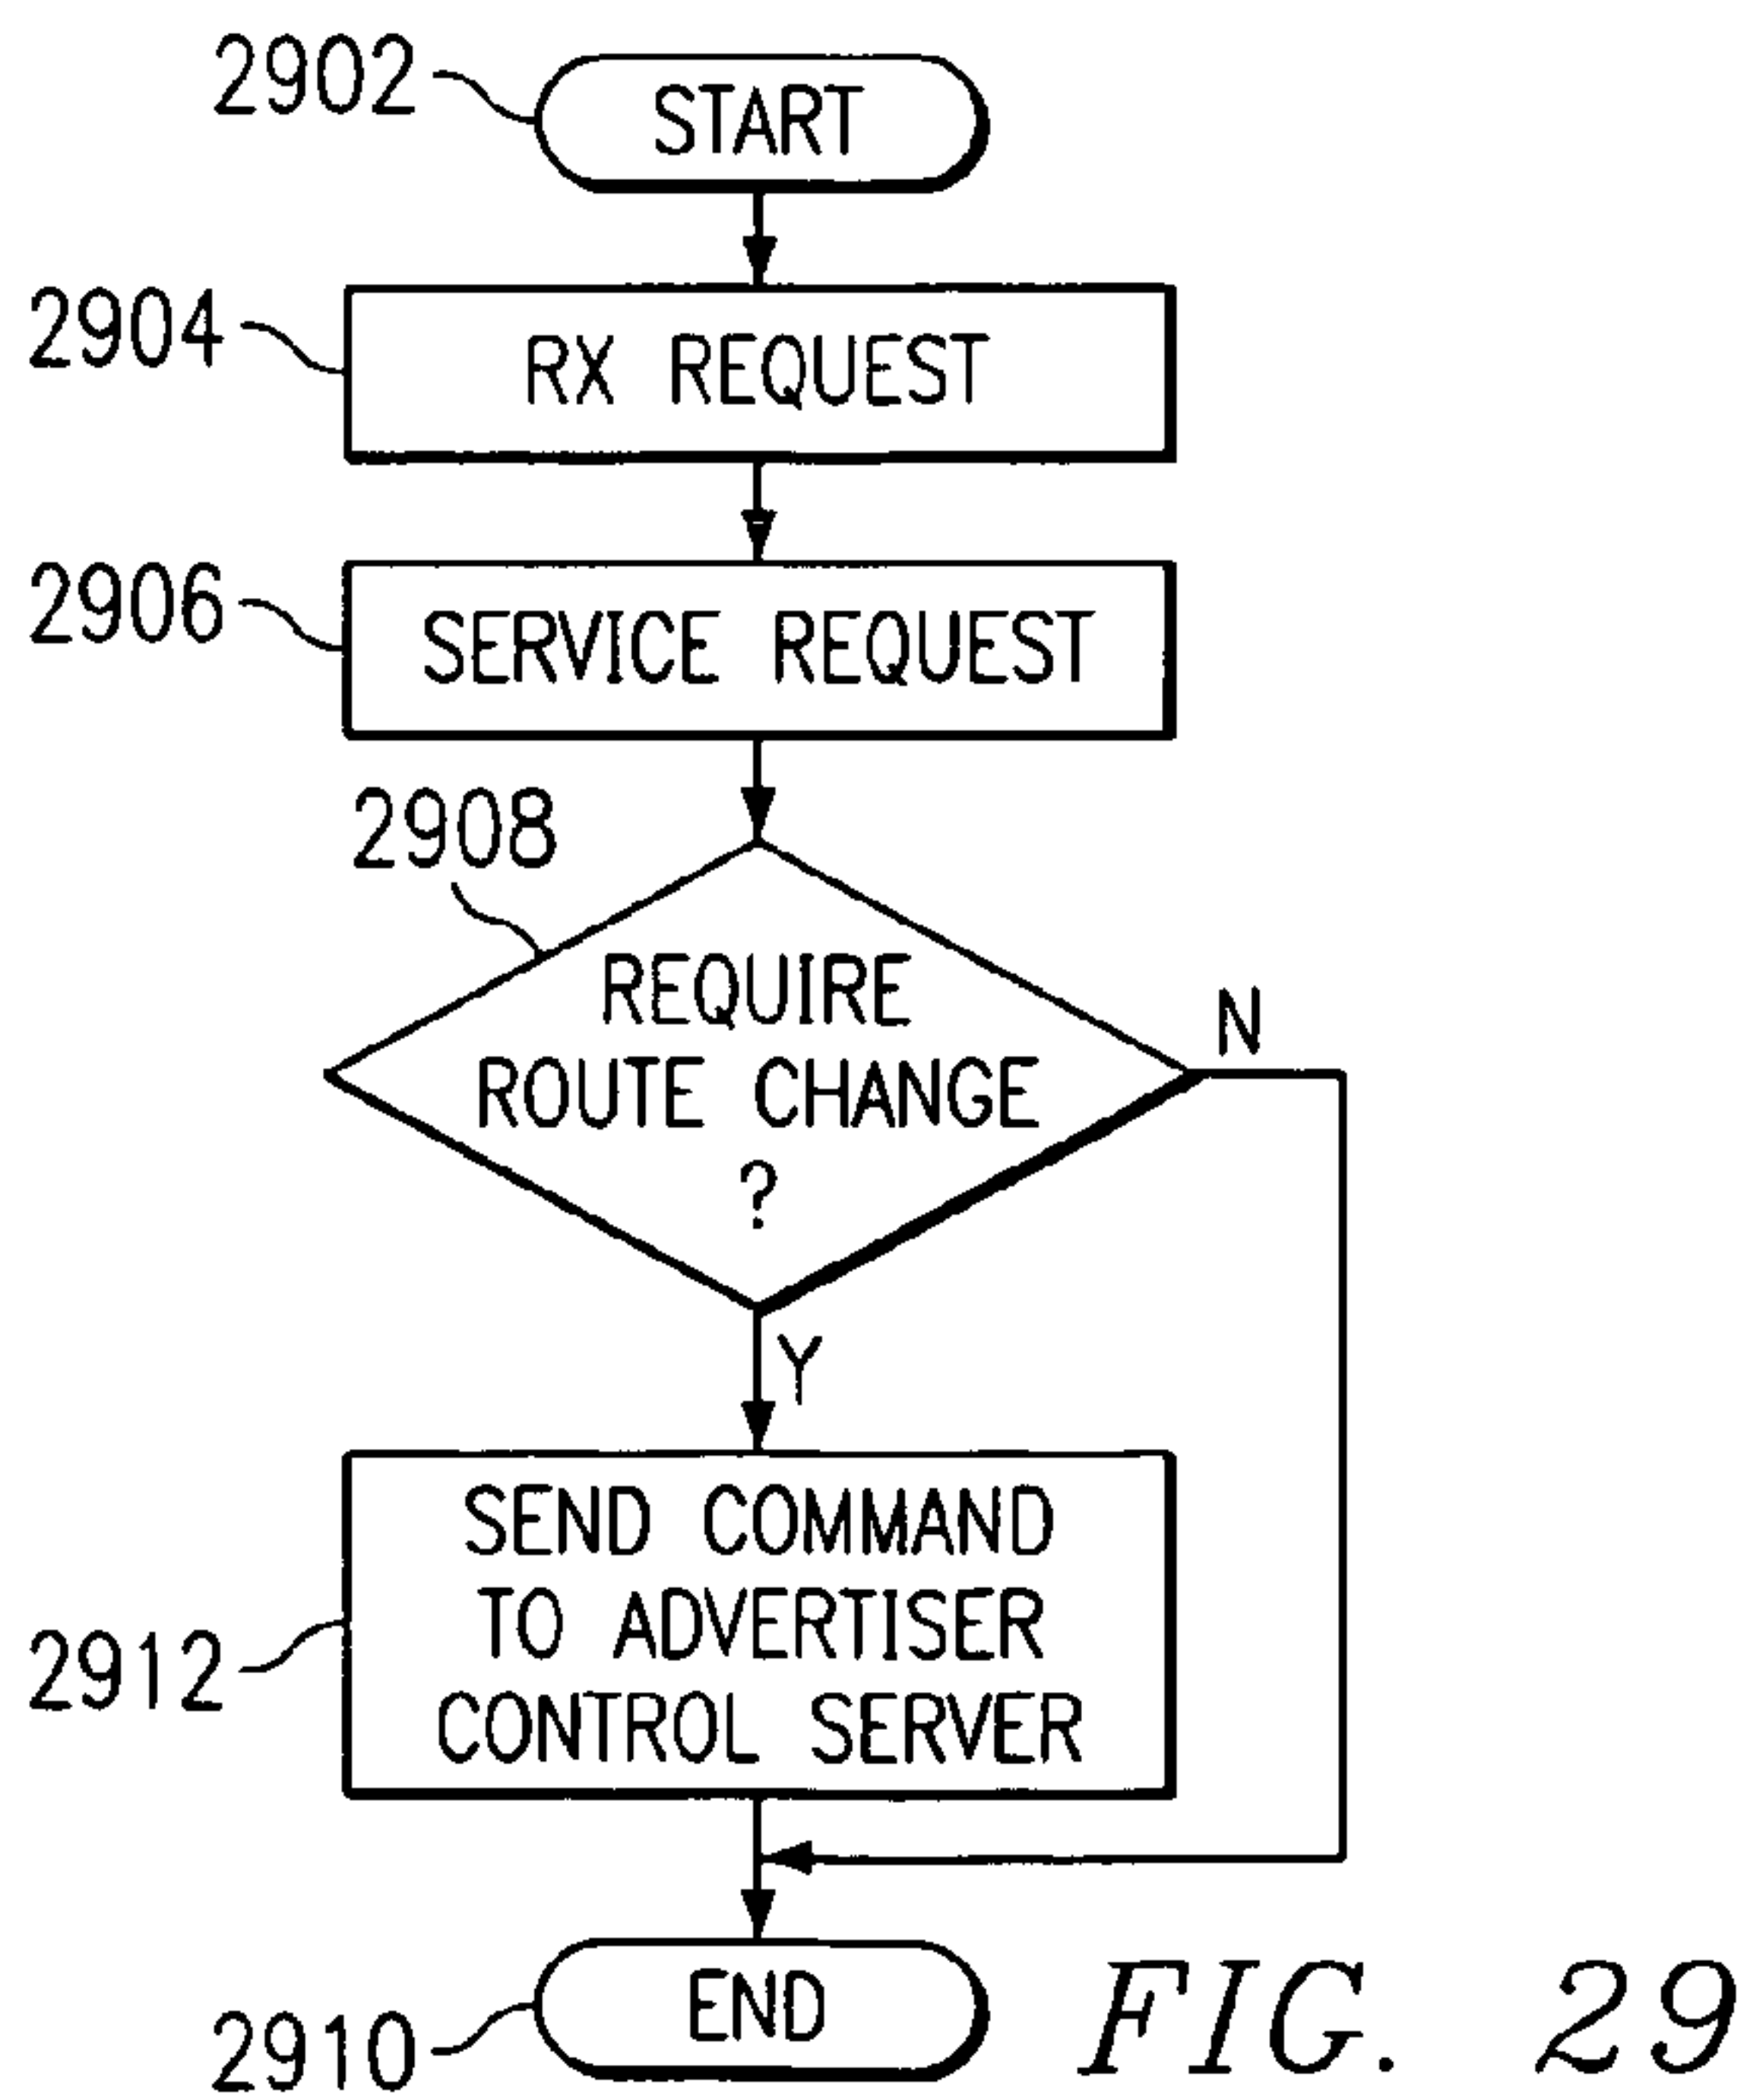 2902
START
2904
RX REQUEST
2906
SERVICE REQUEST
2908
REQUIRE
ROUTE CHANGE
?
N
Y
2912
SEND COMMAND
TO ADVERTISER
CONTROL SERVER
2910
END
FIG. 29